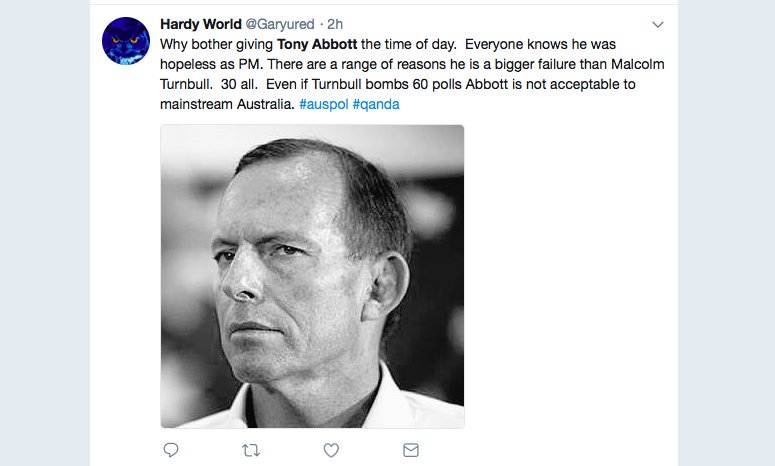 Hardy World @Garyured · 2h
Why bother giving Tony Abbott the time of day.  Everyone knows he was
hopeless as PM. There are a range of reasons he is a bigger failure than Malcolm
Turnbull.  30 all.  Even if Turnbull bombs 60 polls Abbott is not acceptable to
mainstream Australia. #auspol #qanda